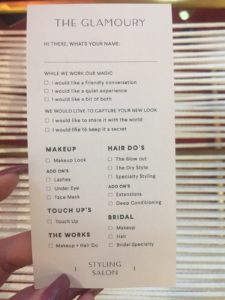 THE GLAMOURY
HI THERE, WHATS YOUR NAME:
WHILE WE WORK OUR MAGIC
I would like a friendly conversation
I would like a quiet experience
I would like a bit of both
WE WOULD LOVE, TO CAPTURE YOUR NEW LOOK
I would like to share it with the world
I would like to keep it a secret
MAKEUP
Makeup Look
ADD ON'S
Lashes
Under Eye
Face Mask
TOUCH UP'S
Touch Up
THE WORKS
Makeup + Hair Do
HAIR DO'S
The Blow out
The Dry Style
Specialty Styling
ADD ON'S
Extensions
Deep Conditioning
BRIDAL
Makeup
Hair
Bridal Specialty
STYLING
SALON